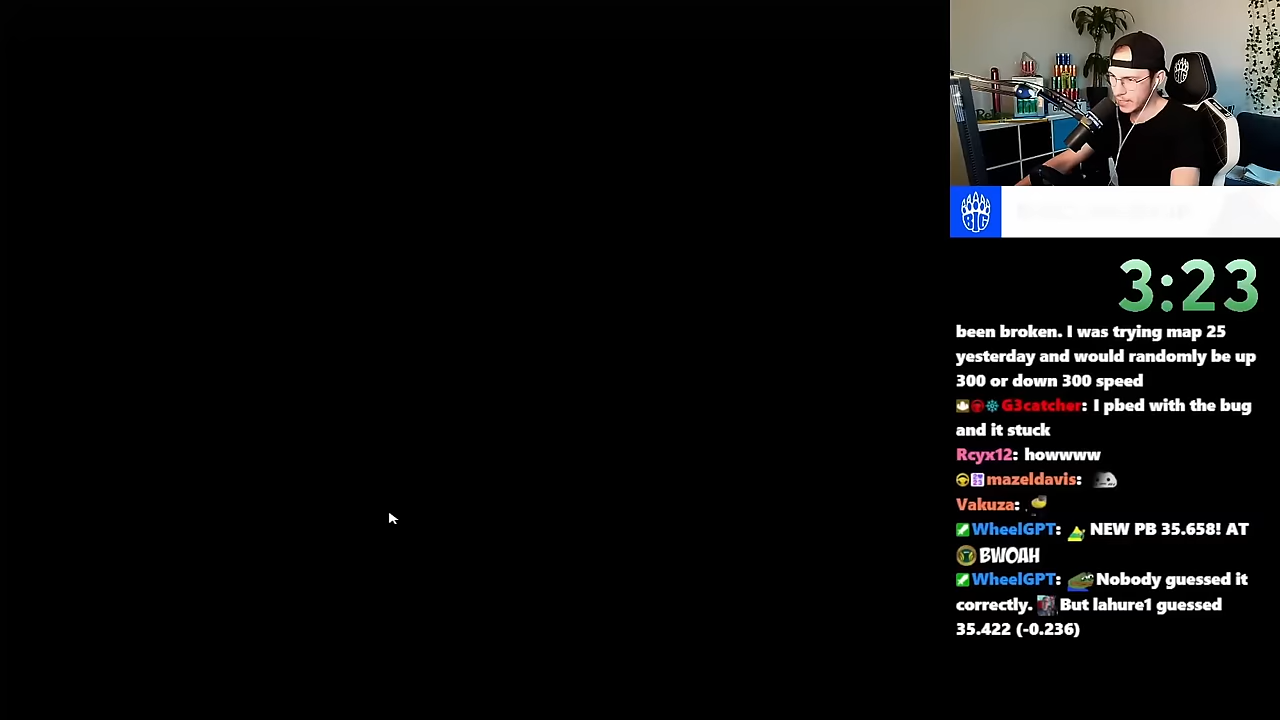 BIG
3:23
been broken. I was trying map 25
yesterday and would randomly be up
300 or down 300 speed
G3catcher: I pbed with the bug
and it stuck
Rcyx12: howwww
mazeldavis:
Vakuza:
WheelGPT: NEW PB 35.658! AT
BWOAH
WheelGPT: Nobody guessed it
correctly. But lahure1 guessed
35.422 (-0.236)